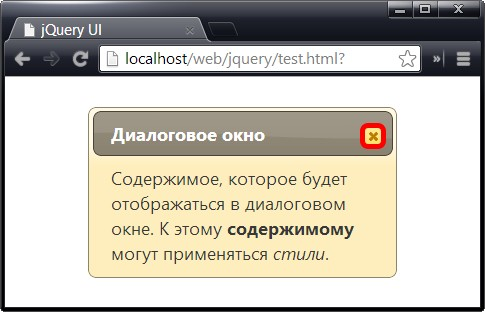 jQuery UI
localhost/web/jquery/test.html?
Диалоговое окно
Содержимое, которое будет
отображаться в диалоговом
окне. К этому содержимому
могут применяться стили.